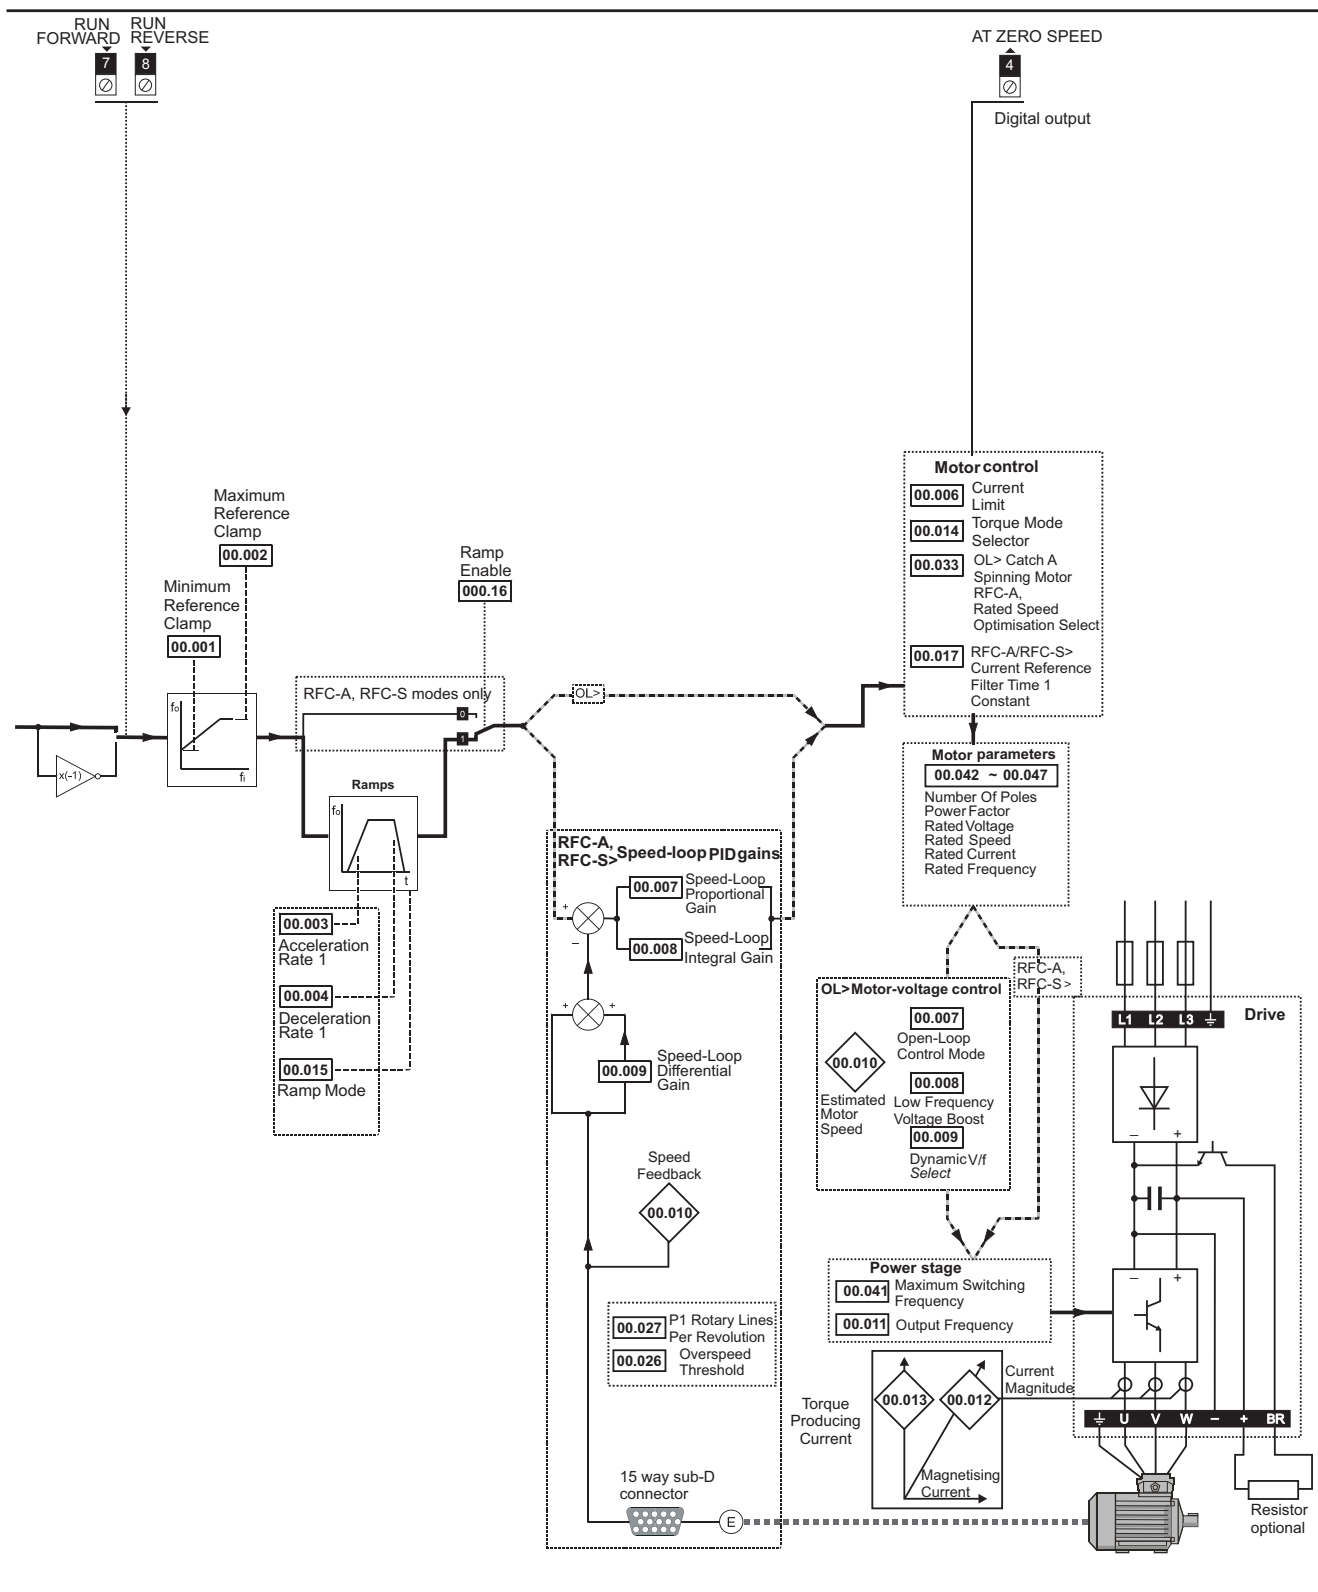 RUN
FORWARD
RUN
REVERSE
7
8
AT ZERO SPEED
4
Digital output
Maximum
Reference
Clamp
00.002
Minimum
Reference
Clamp
00.001
Ramp
Enable
000.16
RFC-A, RFC-S modes only
0
1
OL>
fo
fi
x(-1)
Ramps
fo
t
00.003
Acceleration
Rate 1
00.004
Deceleration
Rate 1
00.015
Ramp Mode
RFC-A,
RFC-S>
Speed-loop PID gains
00.007
Speed-Loop
Proportional
Gain
00.008
Speed-Loop
Integral Gain
+
–
+
+
00.009
Speed-Loop
Differential
Gain
Speed
Feedback
00.010
00.027
P1 Rotary Lines
Per Revolution
00.026
Overspeed
Threshold
15 way sub-D
connector
E
Motor control
00.006
Current
Limit
00.014
Torque Mode
Selector
00.033
OL> Catch A
Spinning Motor
RFC-A,
Rated Speed
Optimisation Select
00.017
RFC-A/RFC-S>
Current Reference
Filter Time 1
Constant
Motor parameters
00.042 ~ 00.047
Number Of Poles
Power Factor
Rated Voltage
Rated Speed
Rated Current
Rated Frequency
RFC-A,
RFC-S >
OL> Motor-voltage control
00.007
Open-Loop
Control Mode
00.010
Estimated
Motor
Speed
00.008
Low Frequency
Voltage Boost
00.009
Dynamic V/f
Select
Power stage
00.041
Maximum Switching
Frequency
00.011
Output Frequency
00.013
00.012
Current
Magnitude
Torque
Producing
Current
Magnetising
Current
L1 L2 L3
Drive
– +
– +
U V W – + BR
Resistor
optional